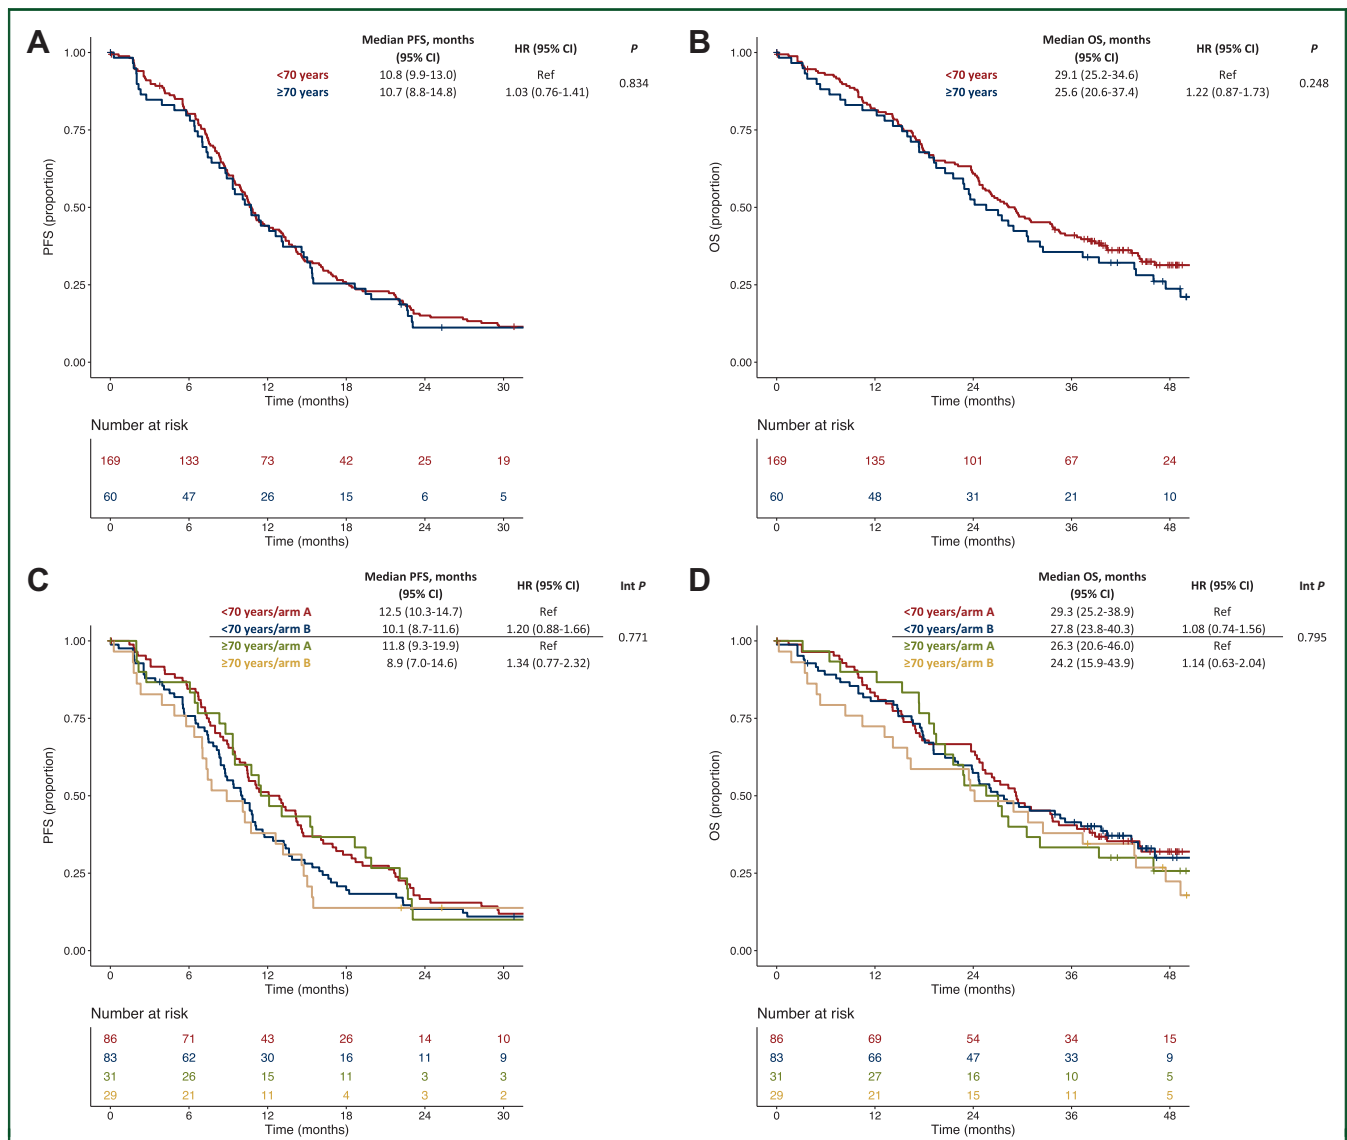 A
Median PFS, months HR (95% CI) P
(95% CI)
<70 years 10.8 (9.9-13.0) Ref
≥70 years 10.7 (8.8-14.8) 1.03 (0.76-1.41)
0.834
PFS (proportion)
1.00
0.75
0.50
0.25
0.00
0 6 12 18 24 30
Time (months)
Number at risk
169 133 73 42 25 19
60 47 26 15 6 5
0 6 12 18 24 30
Time (months)
B
Median OS, months HR (95% CI) P
(95% CI)
<70 years 29.1 (25.2-34.6) Ref
≥70 years 25.6 (20.6-37.4) 1.22 (0.87-1.73)
0.248
OS (proportion)
1.00
0.75
0.50
0.25
0.00
0 12 24 36 48
Time (months)
Number at risk
169 135 101 67 24
60 48 31 21 10
0 12 24 36 48
Time (months)
C
Median PFS, months HR (95% CI) Int P
(95% CI)
<70 years/arm A 12.5 (10.3-14.7) Ref
<70 years/arm B 10.1 (8.7-11.6) 1.20 (0.88-1.66)
≥70 years/arm A 11.8 (9.3-19.9) Ref
≥70 years/arm B 8.9 (7.0-14.6) 1.34 (0.77-2.32)
0.771
PFS (proportion)
1.00
0.75
0.50
0.25
0.00
0 6 12 18 24 30
Time (months)
Number at risk
86 71 43 26 14 10
83 62 30 16 11 9
31 26 15 11 3 3
29 21 11 4 3 2
0 6 12 18 24 30
Time (months)
D
Median OS, months HR (95% CI) Int P
(95% CI)
<70 years/arm A 29.3 (25.2-38.9) Ref
<70 years/arm B 27.8 (23.8-40.3) 1.08 (0.74-1.56)
≥70 years/arm A 26.3 (20.6-46.0) Ref
≥70 years/arm B 24.2 (15.9-43.9) 1.14 (0.63-2.04)
0.795
OS (proportion)
1.00
0.75
0.50
0.25
0.00
0 12 24 36 48
Time (months)
Number at risk
86 69 54 34 15
83 66 47 33 9
31 27 16 10 5
29 21 15 11 5
0 12 24 36 48
Time (months)